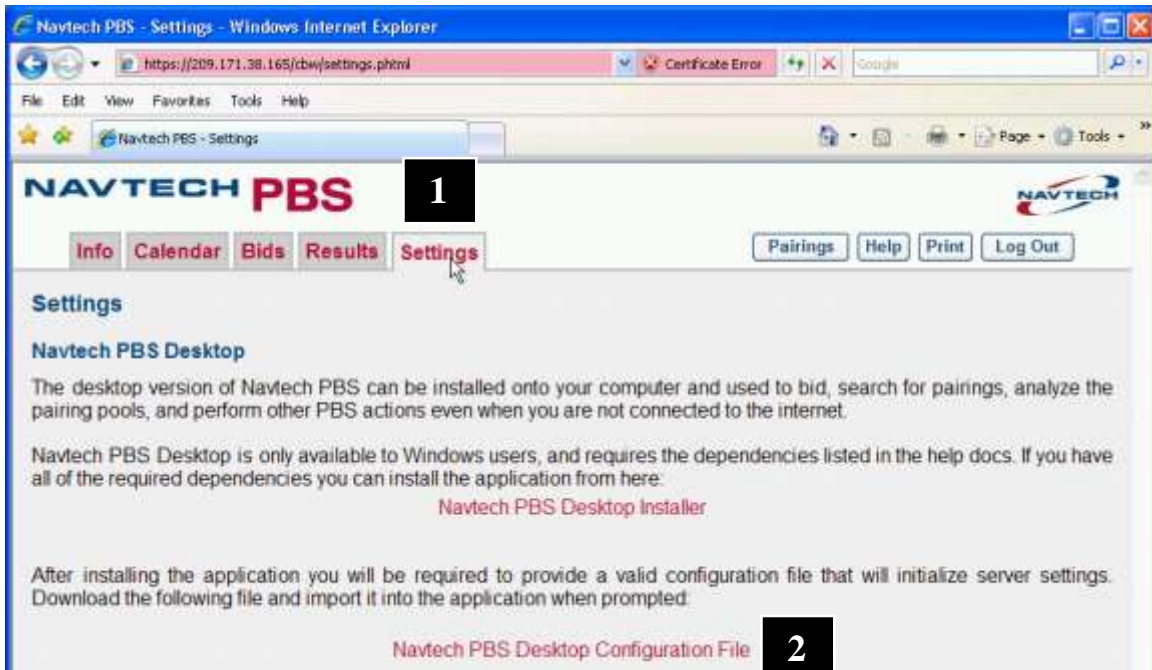 Navtech PBS - Settings - Windows Internet Explorer
https://209.171.38.165/cbw/settings.phtml
Certificate Error
Google
File Edit View Favorites Tools Help
Navtech PBS - Settings
Page Tools »
NAVTECH PBS
1
NAVTECH
Info Calendar Bids Results Settings
Pairings Help Print Log Out
Settings
Navtech PBS Desktop
The desktop version of Navtech PBS can be installed onto your computer and used to bid, search for pairings, analyze the
pairing pools, and perform other PBS actions even when you are not connected to the internet.
Navtech PBS Desktop is only available to Windows users, and requires the dependencies listed in the help docs. If you have
all of the required dependencies you can install the application from here:
Navtech PBS Desktop Installer
After installing the application you will be required to provide a valid configuration file that will initialize server settings.
Download the following file and import it into the application when prompted:
Navtech PBS Desktop Configuration File
2